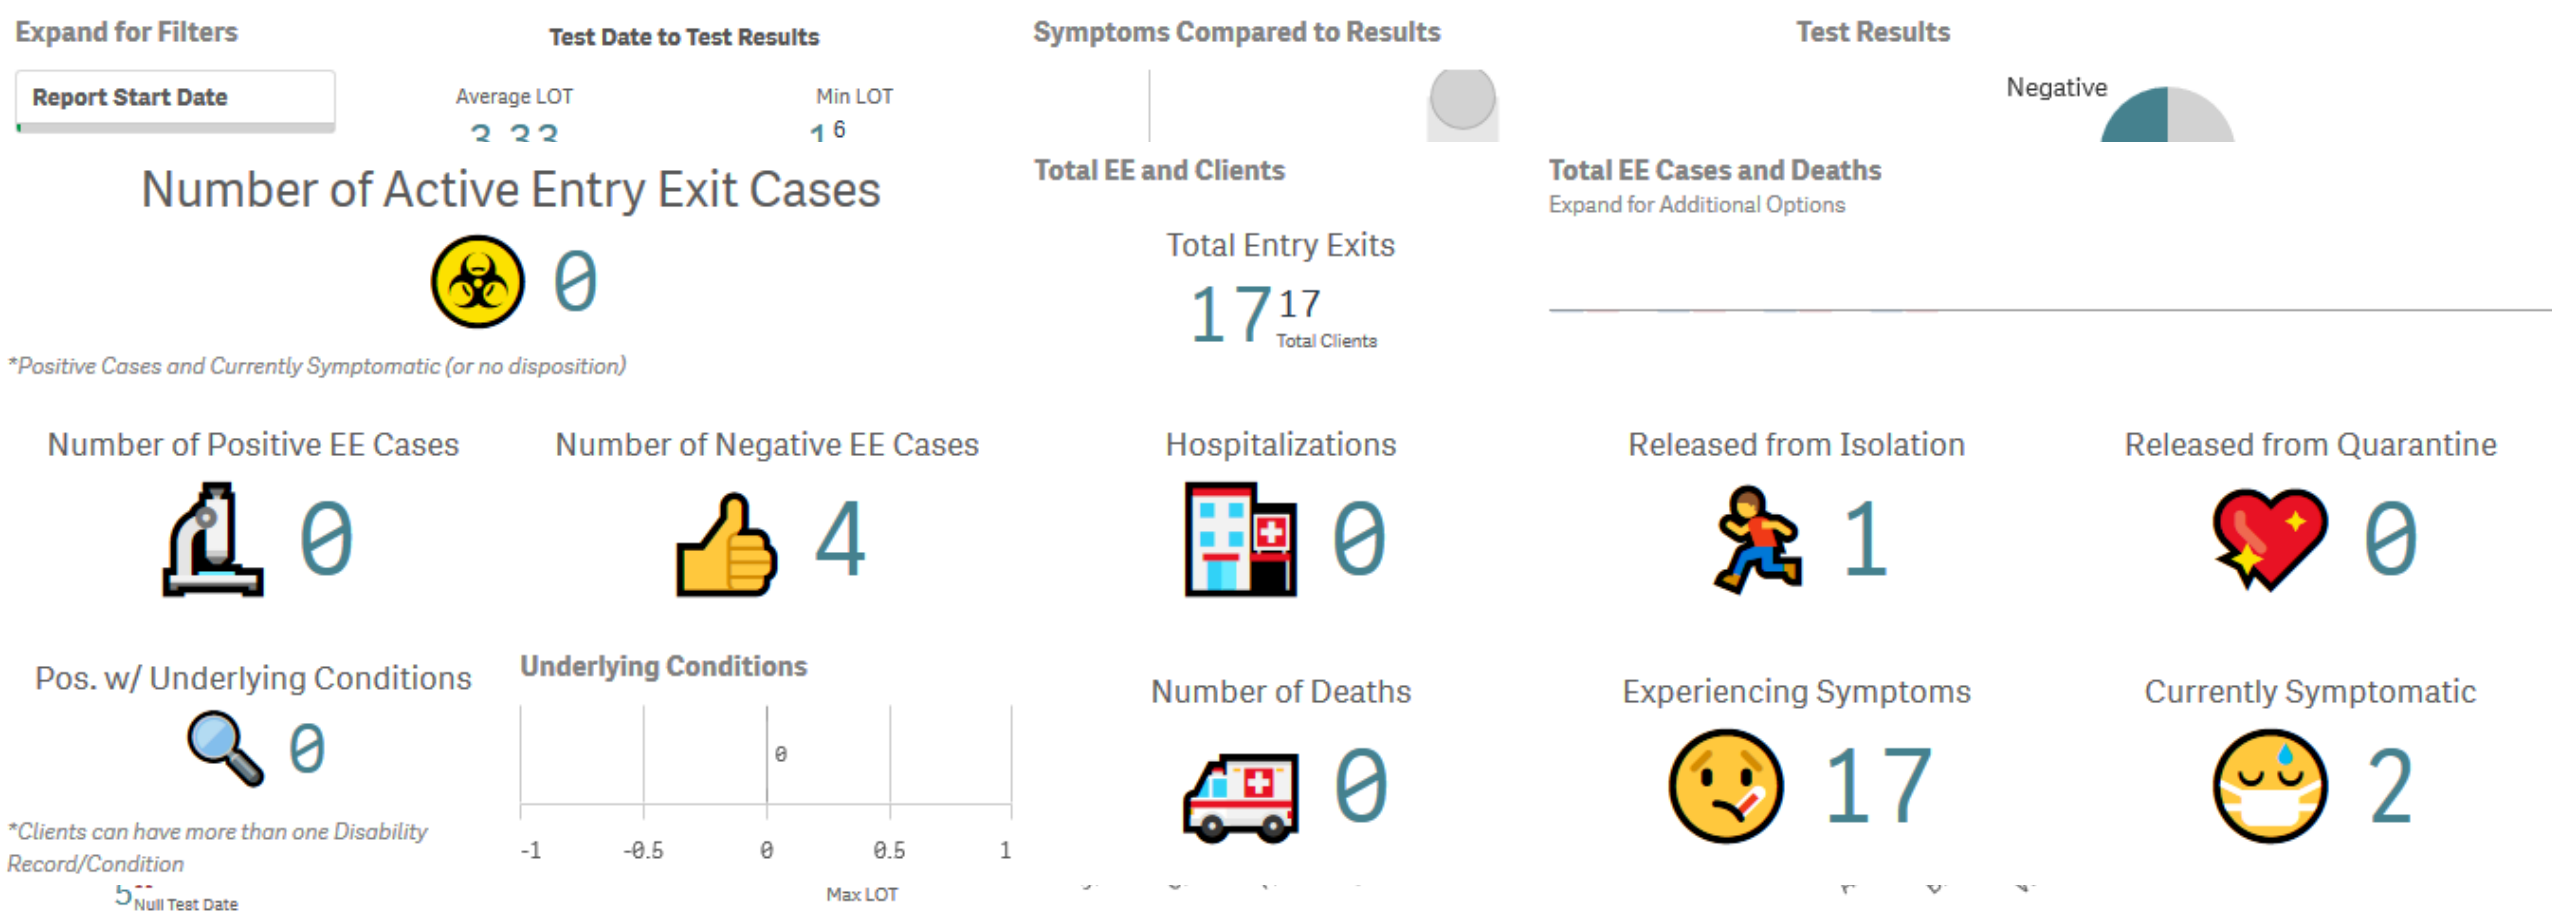 Expand for Filters
Test Date to Test Results
Symptoms Compared to Results
Test Results
Report Start Date
Average LOT
Min LOT
Negative
3.33
1 6
Number of Active Entry Exit Cases
Total EE and Clients
Total EE Cases and Deaths
Expand for Additional Options
Total Entry Exits
0
17 17
Total Clients
*Positive Cases and Currently Symptomatic (or no disposition)
Number of Positive EE Cases
Number of Negative EE Cases
Hospitalizations
Released from Isolation
Released from Quarantine
0
4
0
1
0
Pos. w/ Underlying Conditions
Underlying Conditions
Number of Deaths
Experiencing Symptoms
Currently Symptomatic
0
0
0
17
2
*Clients can have more than one Disability
Record/Condition
-1 -0.5 0 0.5 1
5
Null Test Date
Max LOT